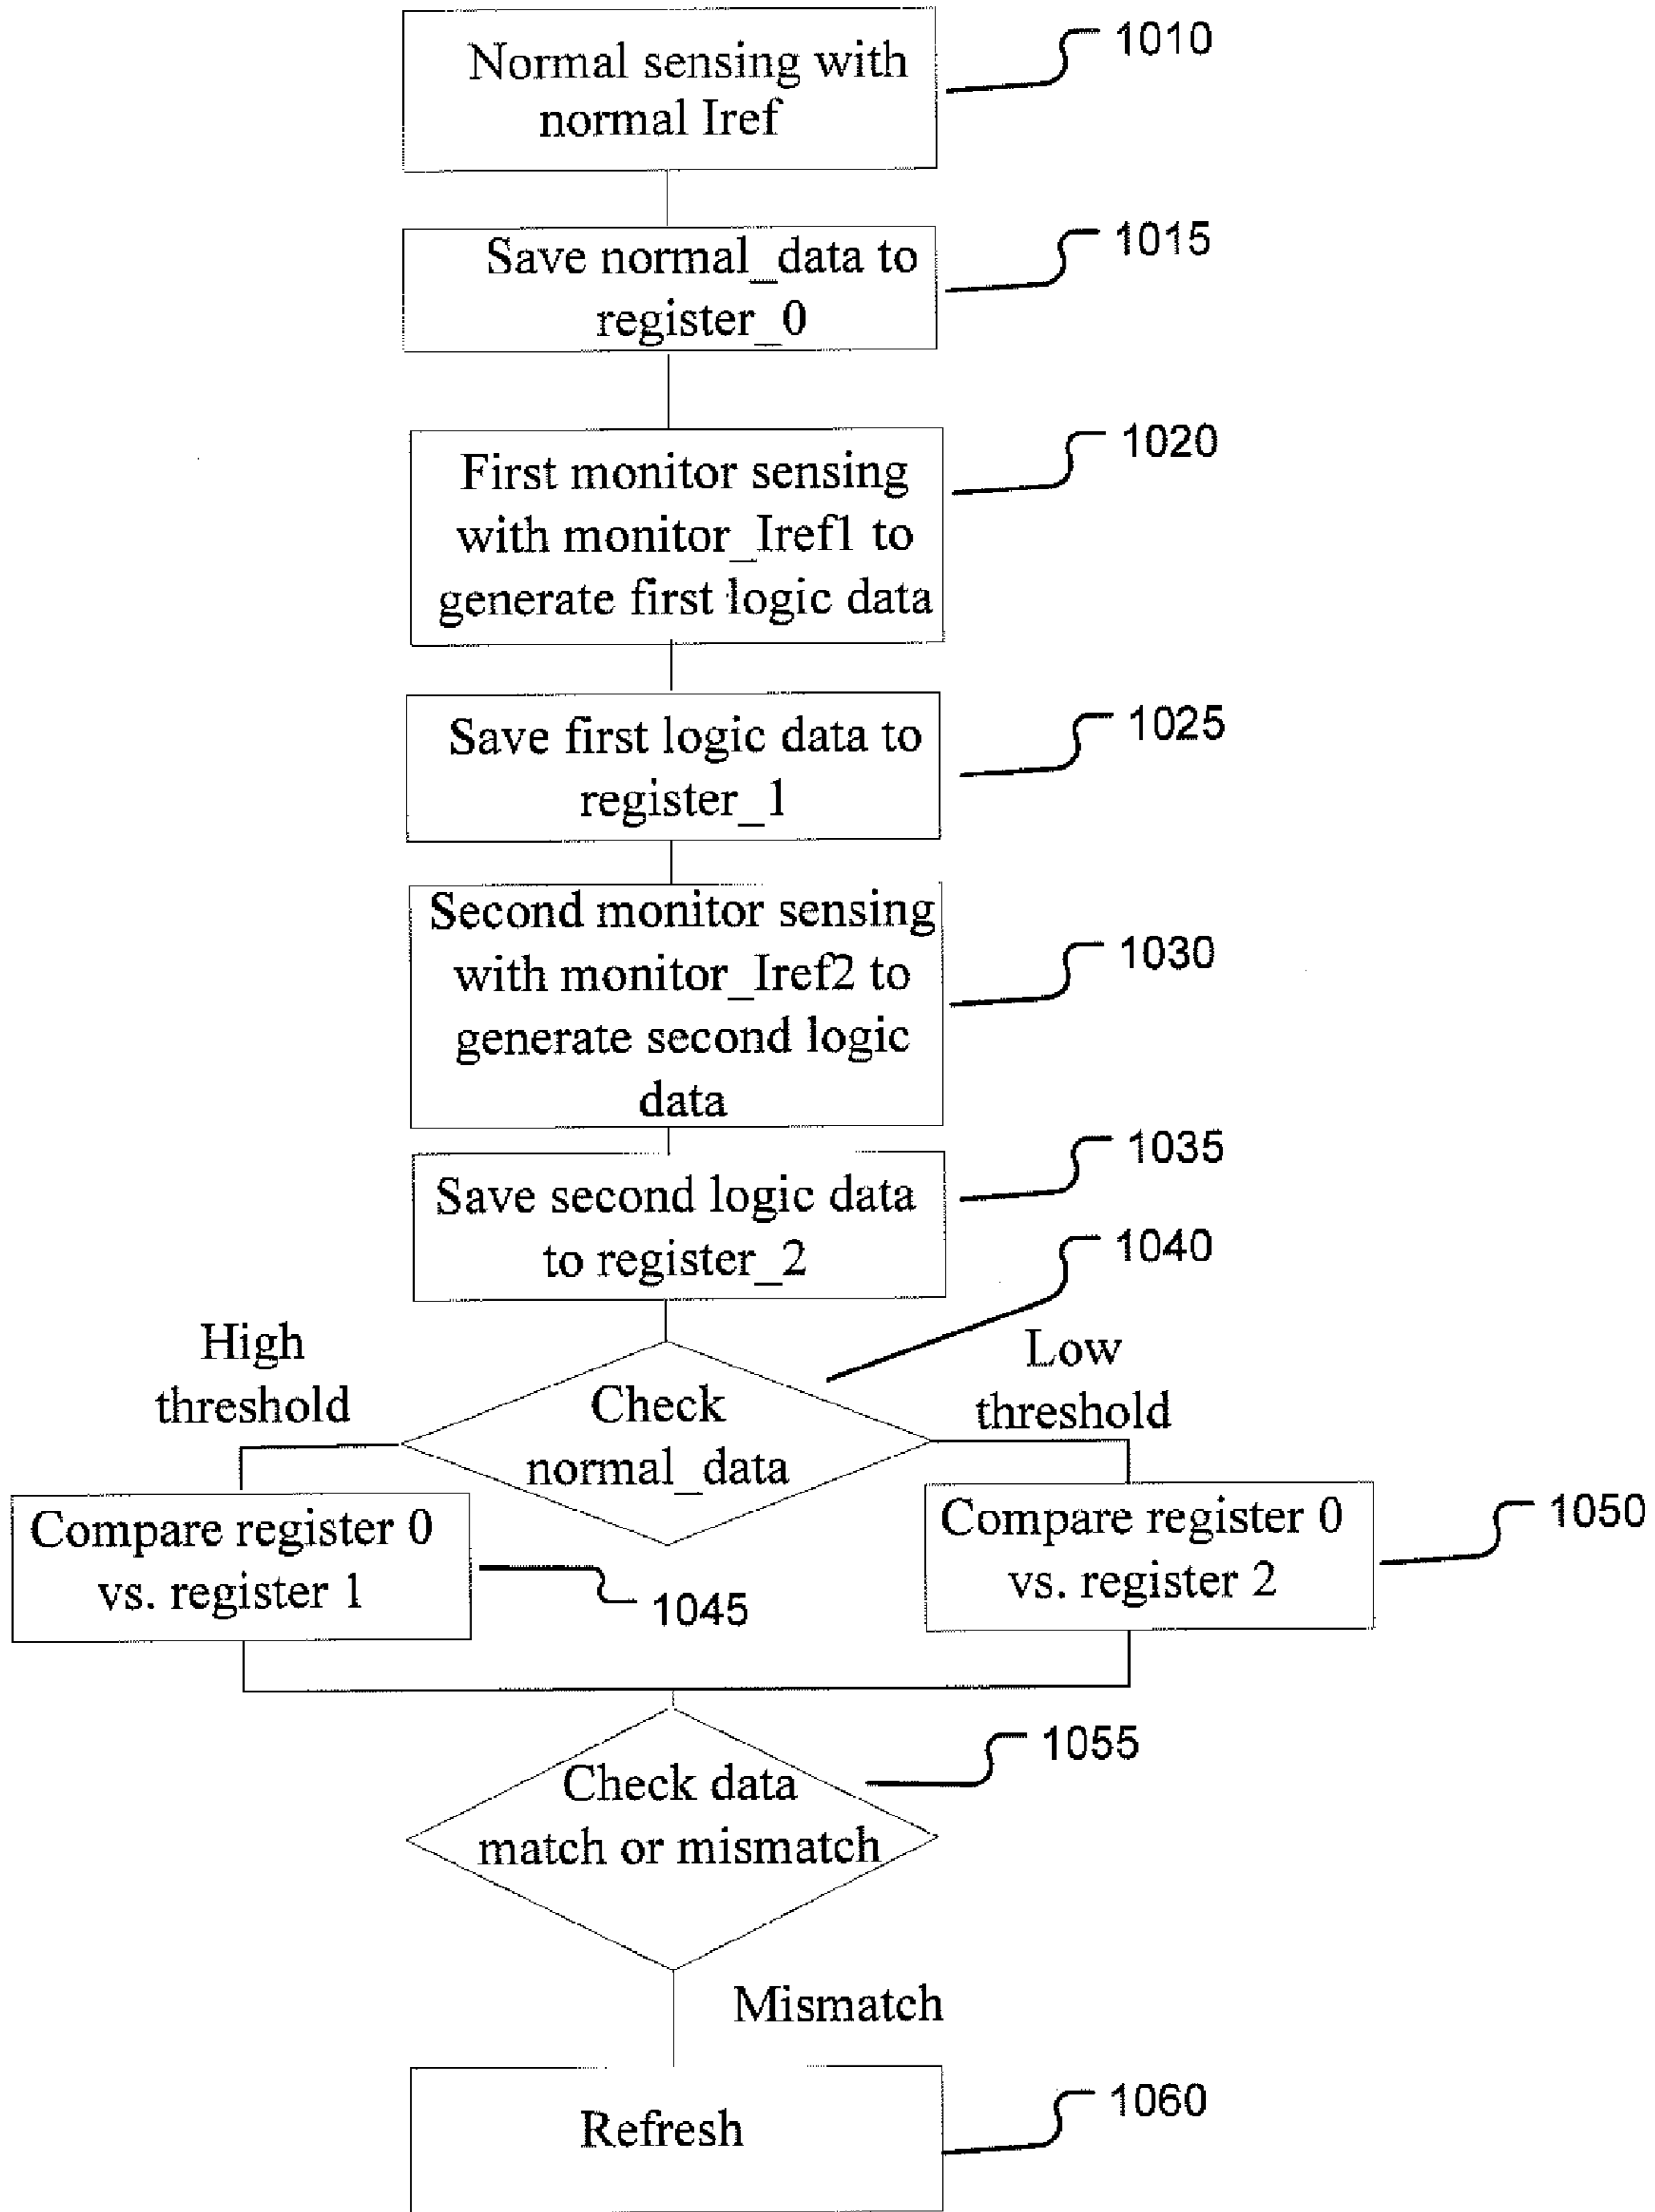 Normal sensing with
normal Iref
1010
Save normal_data to
register_0
1015
First monitor sensing
with monitor_Iref1 to
generate first logic data
1020
Save first logic data to
register_1
1025
Second monitor sensing
with monitor_Iref2 to
generate second logic
data
1030
Save second logic data
to register_2
1035
1040
High
threshold
Check
normal_data
Low
threshold
Compare register 0
vs. register 1
1045
Compare register 0
vs. register 2
1050
Check data
match or mismatch
1055
Mismatch
Refresh
1060